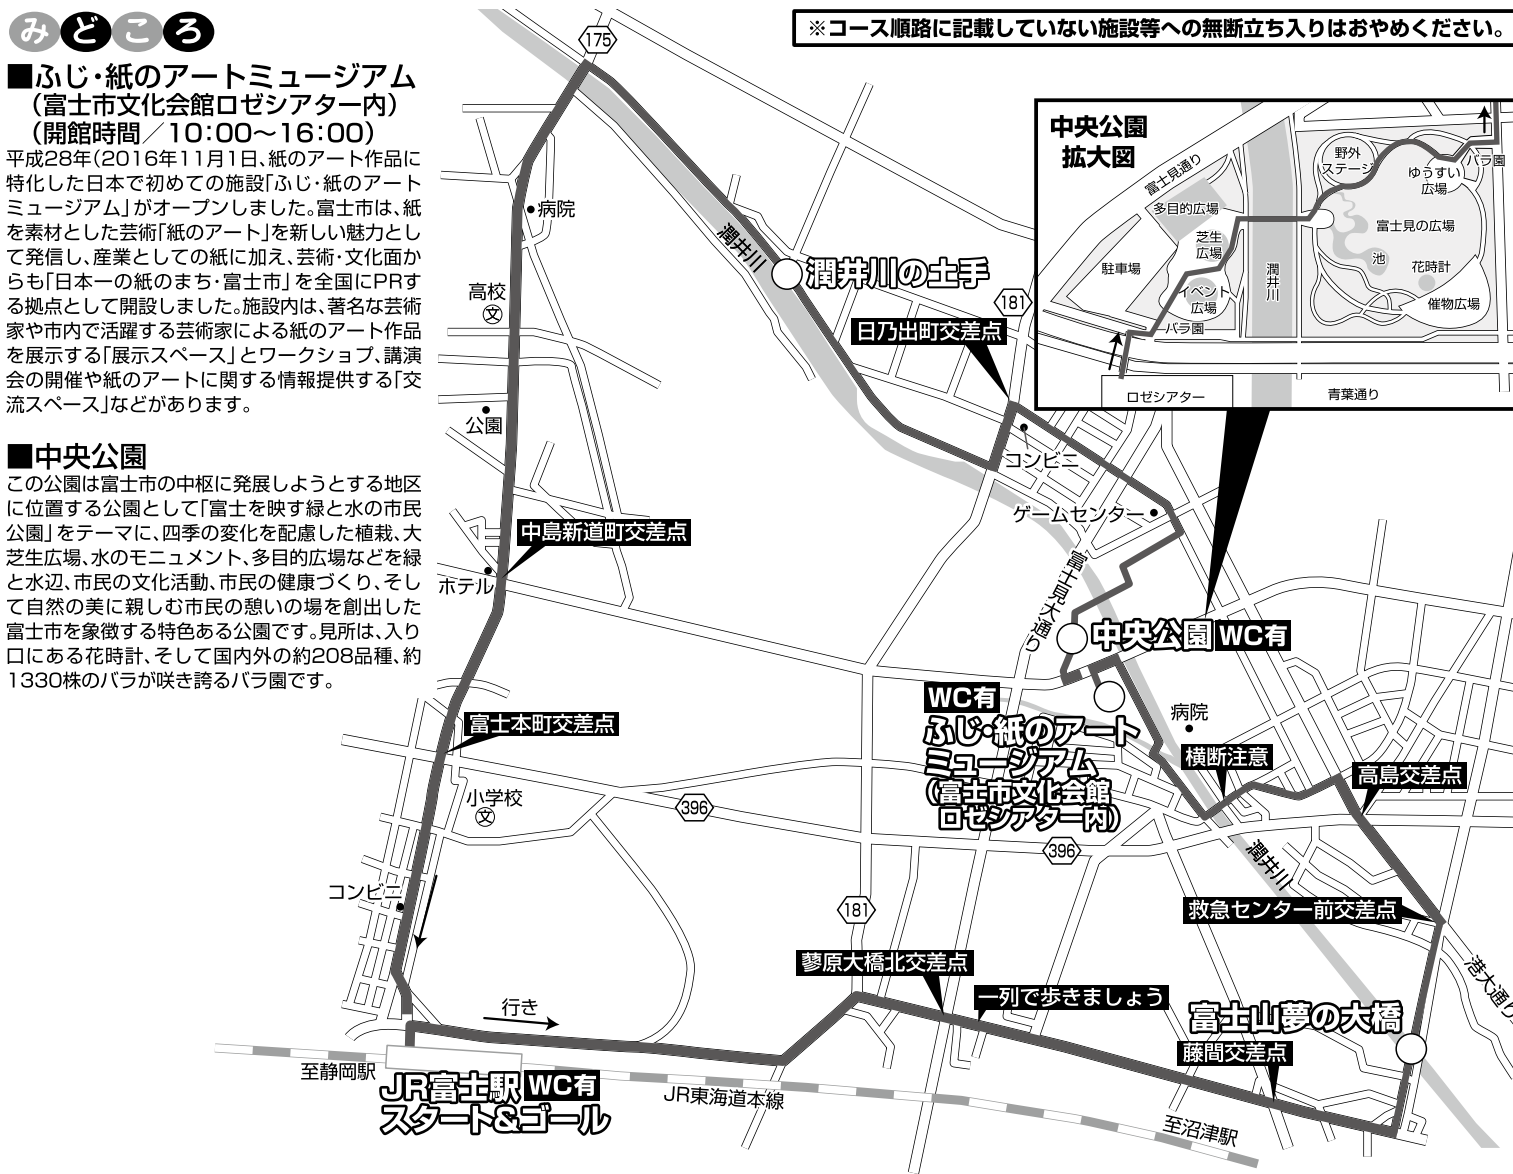 みどころ
■ふじ・紙のアートミュージアム
（富士市文化会館ロゼシアター内）
（開館時間／10：00～16：00）
平成28年（2016年11月1日、紙のアート作品に
特化した日本で初めての施設「ふじ・紙のアート
ミュージアム」がオープンしました。富士市は、紙
を素材とした芸術「紙のアート」を新しい魅力とし
て発信し、産業としての紙に加え、芸術・文化面か
らも「日本一の紙のまち・富士市」を全国にPRす
る拠点として開設しました。施設内は、著名な芸術
家や市内で活躍する芸術家による紙のアート作品
を展示する「展示スペース」とワークショプ、講演
会の開催や紙のアートに関する情報提供する「交
流スペース」などがあります。
■中央公園
この公園は富士市の中枢に発展しようとする地区
に位置する公園として「富士を映す緑と水の市民
公園」をテーマに、四季の変化を配慮した植栽、大
芝生広場、水のモニュメント、多目的広場などを緑
と水辺、市民の文化活動、市民の健康づくり、そし
て自然の美に親しむ市民の憩いの場を創出した
富士市を象徴する特色ある公園です。見所は、入り
口にある花時計、そして国内外の約208品種、約
1330株のバラが咲き誇るバラ園です。
※コース順路に記載していない施設等への無断立ち入りはおやめください。
175
病院
高校
文
公園
中島新道町交差点
ホテル
富士本町交差点
小学校
文
コンビニ
行き
至静岡駅
JR富士駅 WC有
スタート&ゴール
JR東海道本線
至沼津駅
潤井川
潤井川の土手
181
日乃出町交差点
コンビニ
ゲームセンター
富士見大通り
中央公園 WC有
WC有
ふじ・紙のアート
ミュージアム
（富士市文化会館
ロゼシアター内）
病院
横断注意
高島交差点
396
396
潤井川
181
救急センター前交差点
蓼原大橋北交差点
一列で歩きましょう
港大通り
富士山夢の大橋
藤間交差点
中央公園
拡大図
富士見通り
野外
ステージ
バラ園
ゆうすい
広場
多目的広場
富士見の広場
芝生
広場
池
駐車場
潤井川
花時計
イベント
広場
催物広場
バラ園
ロゼシアター
青葉通り